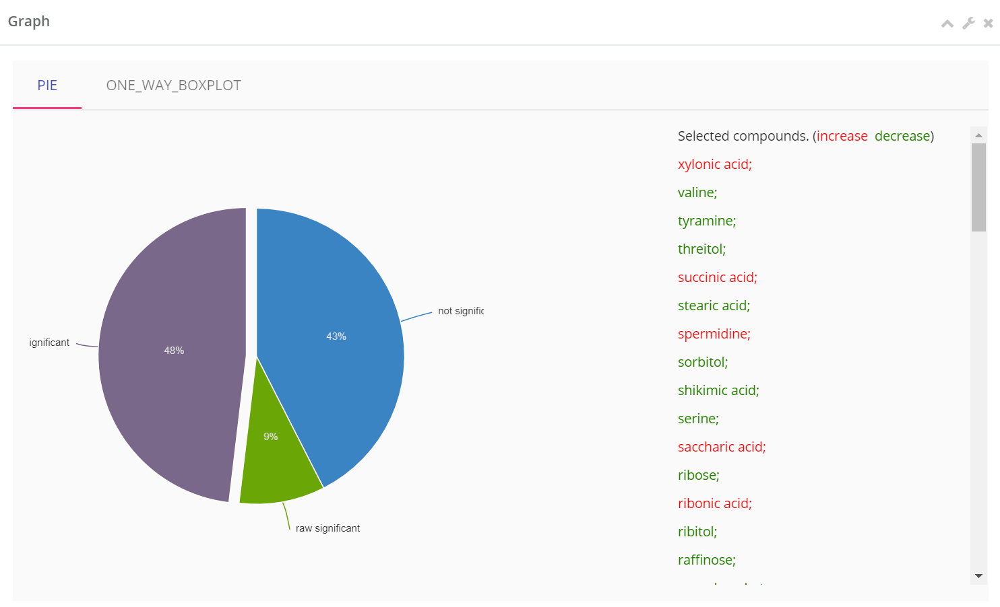 Graph
PIE
ONE_WAY_BOXPLOT
Selected compounds. (increase decrease)
xylonic acid;
valine;
tyramine;
threitol;
succinic acid;
stearic acid;
spermidine;
sorbitol;
shikimic acid;
serine;
saccharic acid;
ribose;
ribonic acid;
ribitol;
raffinose;
not signific
43%
ignificant
48%
9%
raw significant